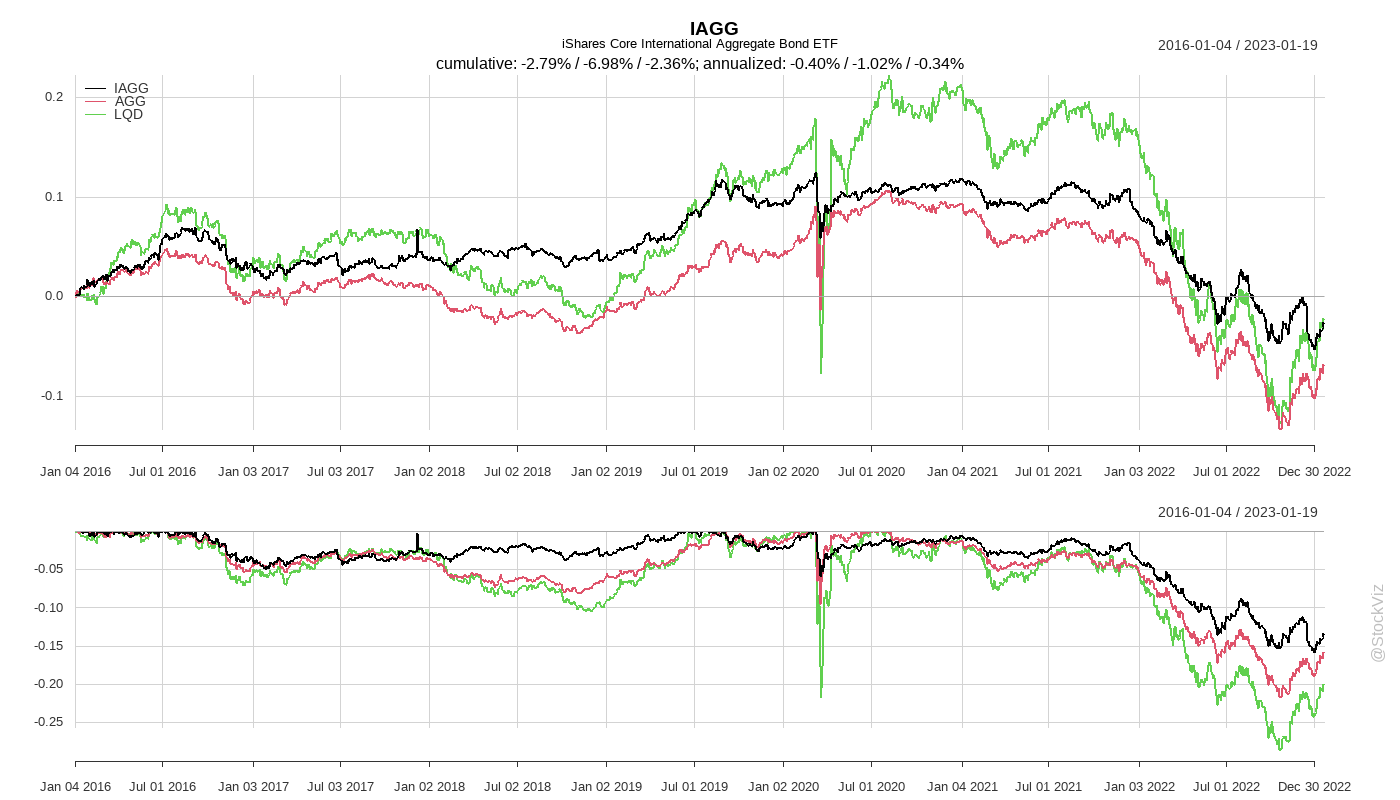 IAGG
iShares Core International Aggregate Bond ETF
2016-01-04 / 2023-01-19
cumulative: -2.79% / -6.98% / -2.36%; annualized: -0.40% / -1.02% / -0.34%
IAGG
AGG
LQD
0.2
0.1
0.0
-0.1
Jan 04 2016 Jul 01 2016 Jan 03 2017 Jul 03 2017 Jan 02 2018 Jul 02 2018 Jan 02 2019 Jul 01 2019 Jan 02 2020 Jul 01 2020 Jan 04 2021 Jul 01 2021 Jan 03 2022 Jul 01 2022 Dec 30 2022
2016-01-04 / 2023-01-19
-0.05
-0.10
-0.15
-0.20
-0.25
Jan 04 2016 Jul 01 2016 Jan 03 2017 Jul 03 2017 Jan 02 2018 Jul 02 2018 Jan 02 2019 Jul 01 2019 Jan 02 2020 Jul 01 2020 Jan 04 2021 Jul 01 2021 Jan 03 2022 Jul 01 2022 Dec 30 2022
@StockViz